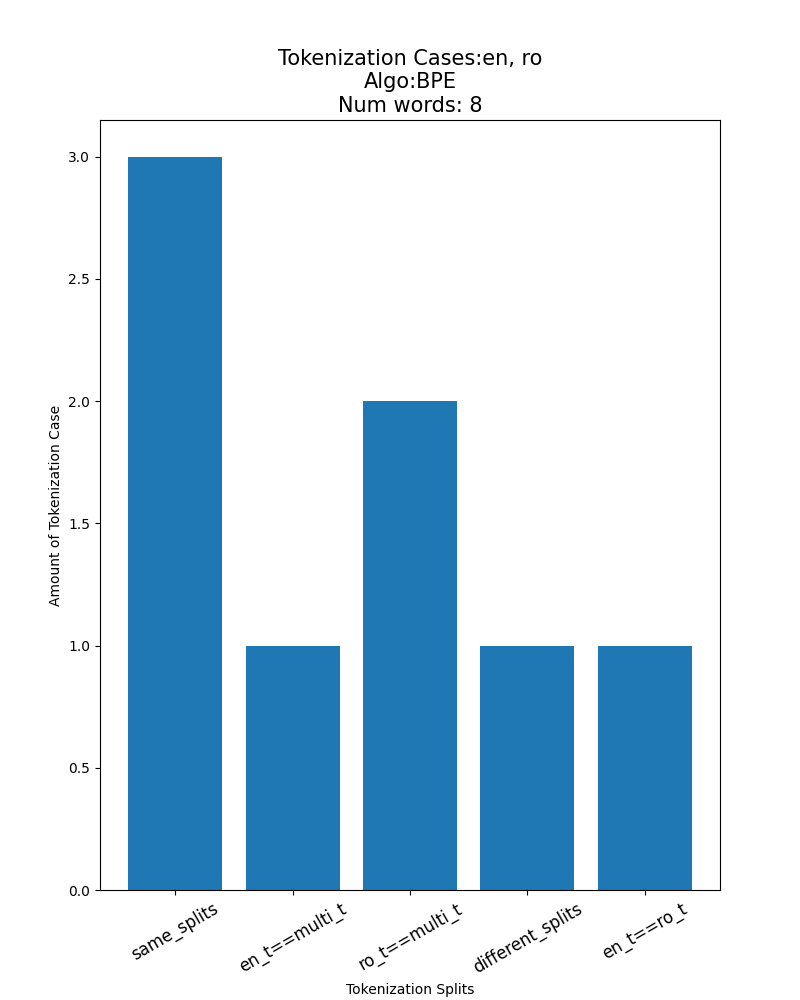 Tokenization Cases:en, ro
Algo:BPE
Num words: 8
3.0
2.5
2.0
1.5
1.0
0.5
0.0
Amount of Tokenization Case
same_splits
en_t==multi_t
ro_t==multi_t
different_splits
en_t==ro_t
Tokenization Splits